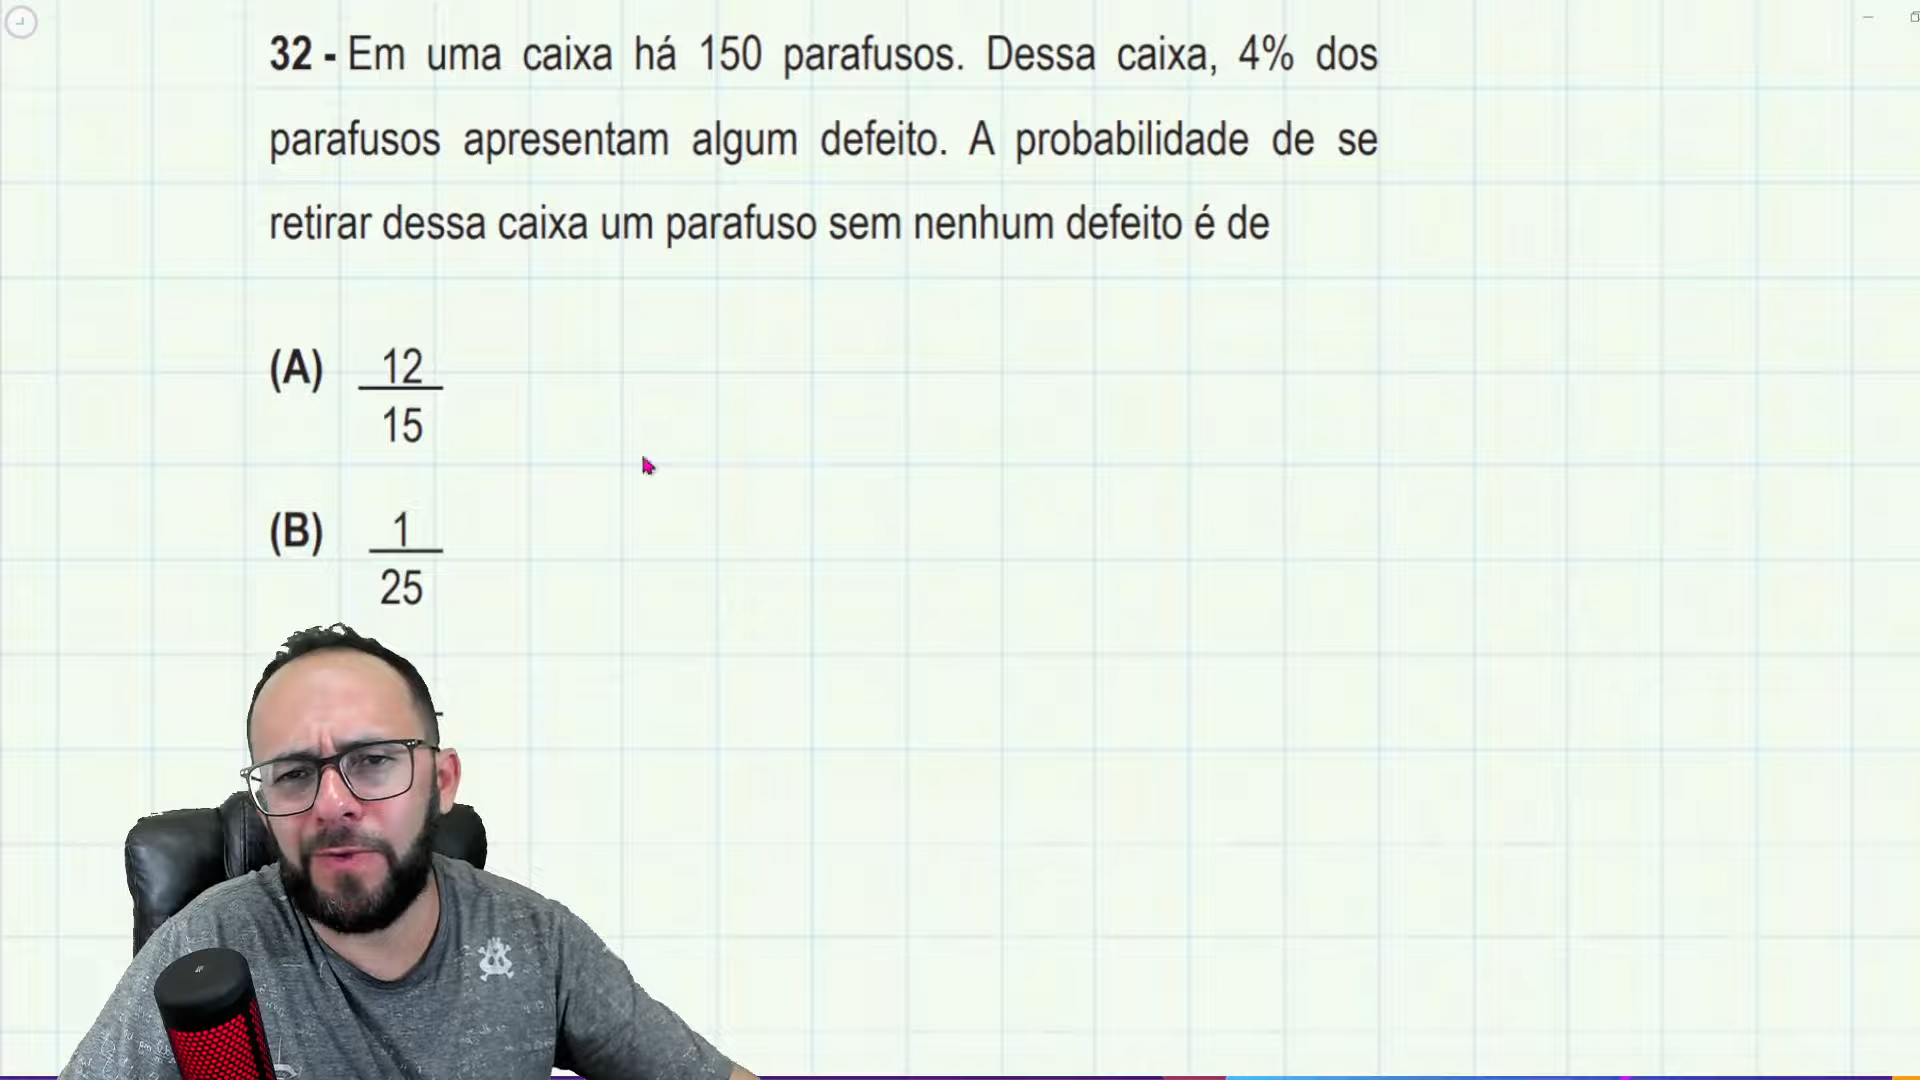 32 - Em uma caixa há 150 parafusos. Dessa caixa, 4% dos
parafusos apresentam algum defeito. A probabilidade de se
retirar dessa caixa um parafuso sem nenhum defeito é de
(A) 12
15
(B) 1
25